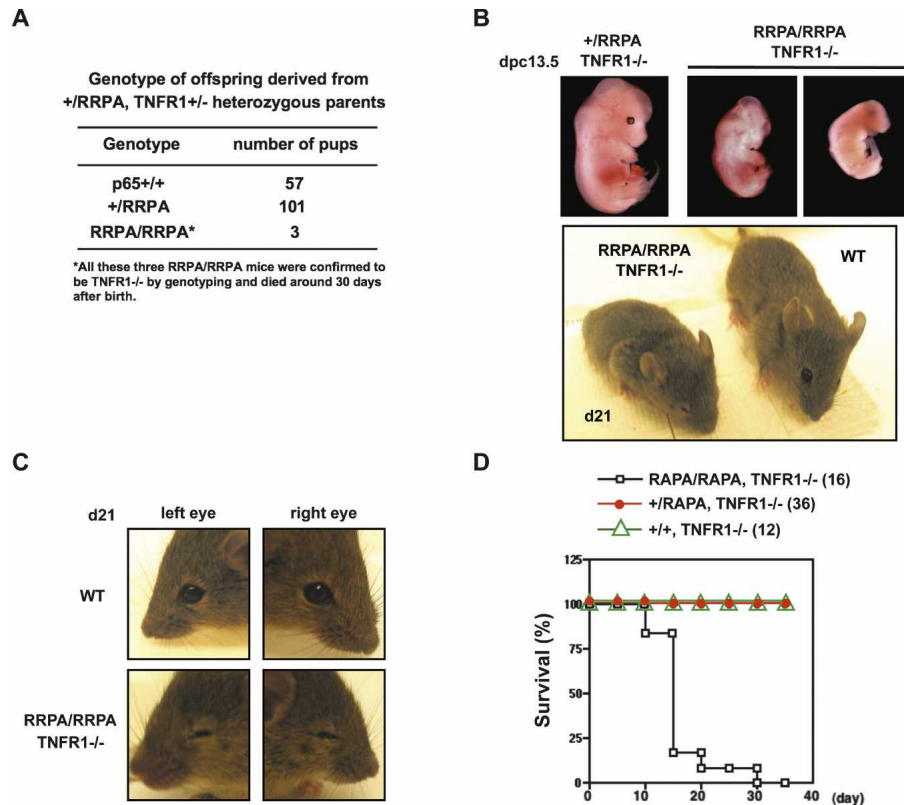 A
Genotype of offspring derived from
+/RRPA, TNFR1+/- heterozygous parents
Genotype number of pups
p65+/+ 57
+/RRPA 101
RRPA/RRPA* 3
*All these three RRPA/RRPA mice were confirmed to
be TNFR1-/- by genotyping and died around 30 days
after birth.
B
dpc13.5
+/RRPA
TNFR1-/-
RRPA/RRPA
TNFR1-/-
RRPA/RRPA
TNFR1-/-
WT
d21
C
d21 left eye right eye
WT
RRPA/RRPA
TNFR1-/-
D
RAPA/RAPA, TNFR1-/- (16)
+/RAPA, TNFR1-/- (36)
+/+, TNFR1-/- (12)
Survival (%)
125
100
75
50
25
0
0 10 20 30 40
(day)